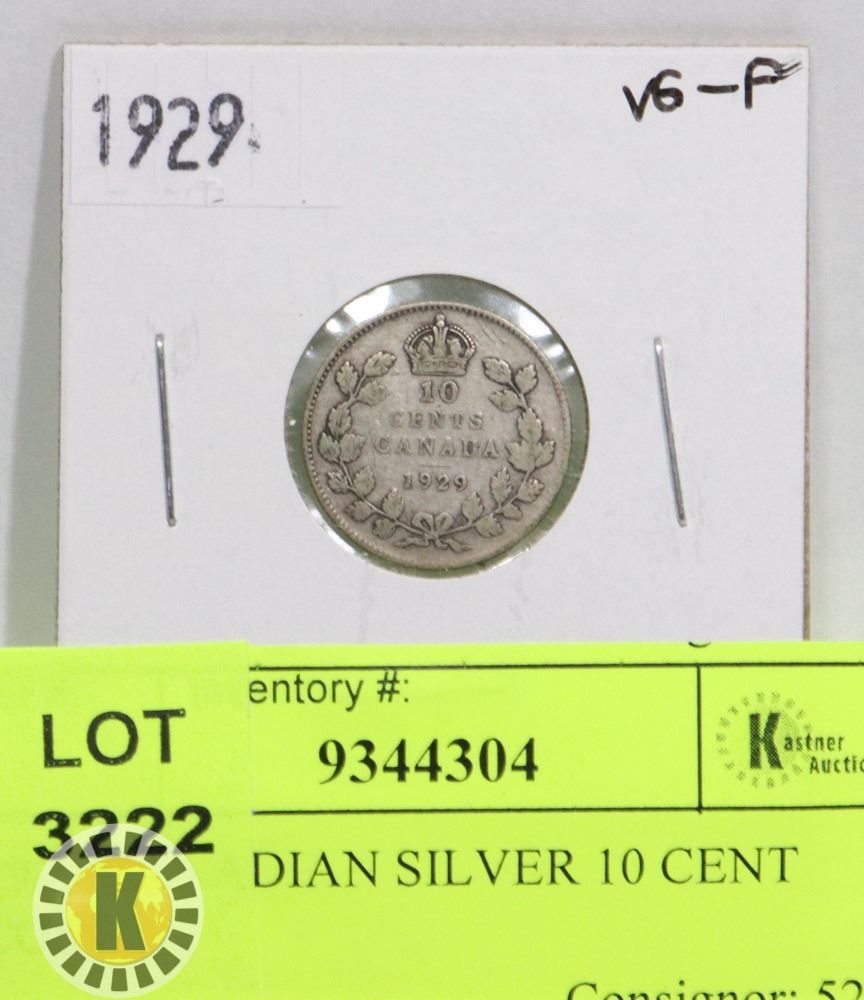 1929
VG-F
10
CENTS
CANADA
1929
entory #:
9344304
Kastner
Auctio
LOT
3222
DIAN SILVER 10 CENT
K
Consignor: 52